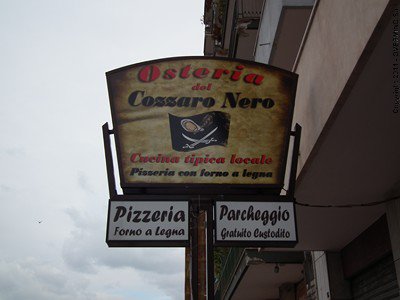 Osteria
del
Cozzaro Nero
Cucina tipica locale
Pizzeria con forno a legna
Pizzeria
Forno a Legna
Parcheggio
Gratuito Custodito